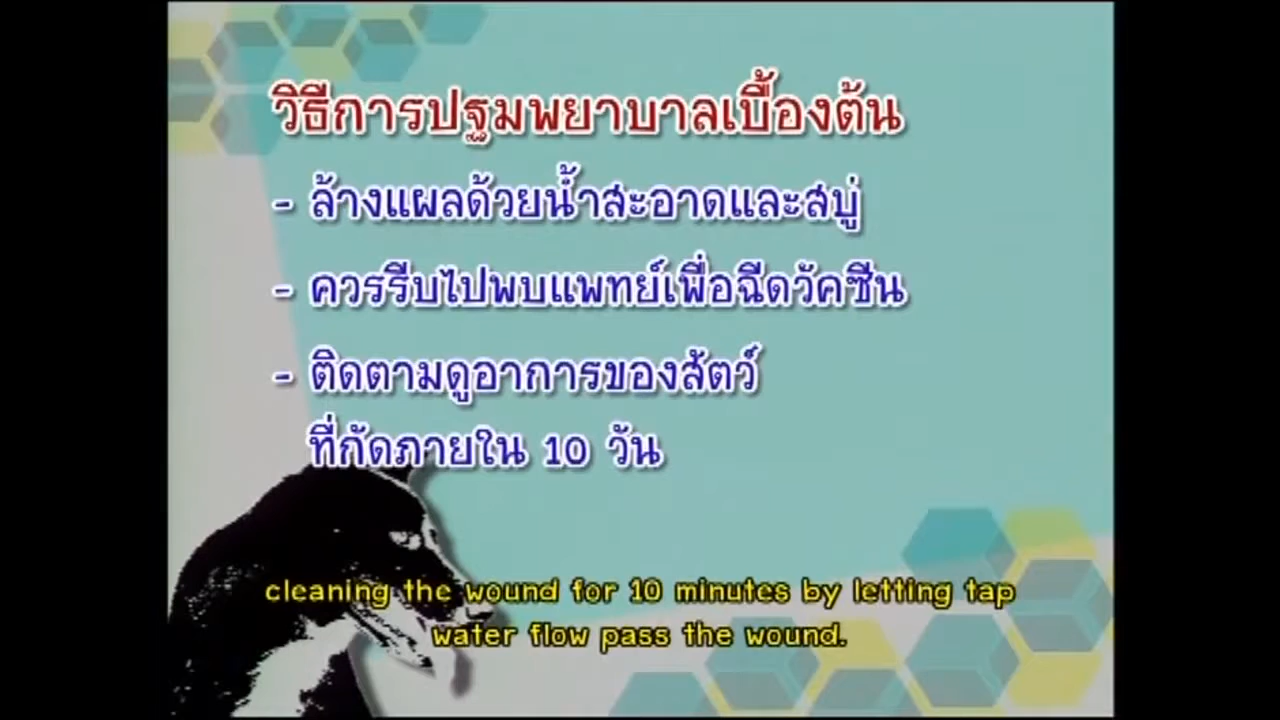 วิธีการปฐมพยาบาลเบื้องต้น
- ล้างแผลด้วยน้ำสะอาดและสบู่
- ควรรีบไปพบแพทย์เพื่อฉีดวัคซีน
- ติดตามดูอาการของสัตว์
ที่กัดภายใน 10 วัน
cleaning the wound for 10 minutes by letting tap
water flow pass the wound.